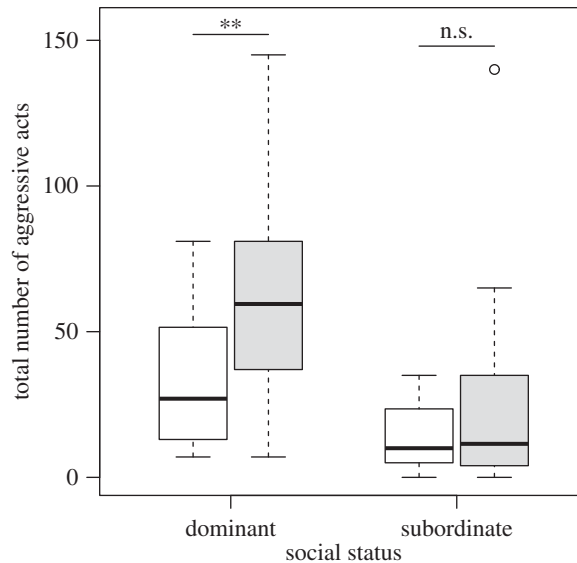 150
100
50
0
total number of aggressive acts
**
n.s.
dominant
subordinate
social status